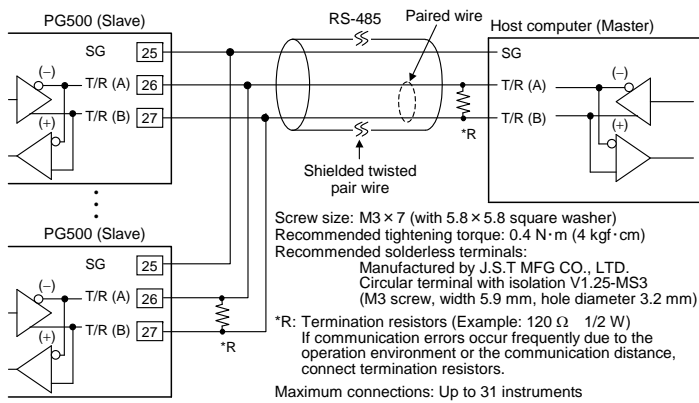 PG500 (Slave)
RS-485
Paired wire
Host computer (Master)
SG 25
SG
(−)
T/R (A) 26
T/R (A)
(−)
T/R (B) 27
T/R (B)
(+)
*R
(+)
Shielded twisted
pair wire
PG500 (Slave)
SG 25
(−)
T/R (A) 26
T/R (B) 27
(+)
*R
Screw size: M3 × 7 (with 5.8 × 5.8 square washer)
Recommended tightening torque: 0.4 N·m (4 kgf·cm)
Recommended solderless terminals:
Manufactured by J.S.T MFG CO., LTD.
Circular terminal with isolation V1.25-MS3
(M3 screw, width 5.9 mm, hole diameter 3.2 mm)
*R: Termination resistors (Example: 120 Ω 1/2 W)
If communication errors occur frequently due to the
operation environment or the communication distance,
connect termination resistors.
Maximum connections: Up to 31 instruments